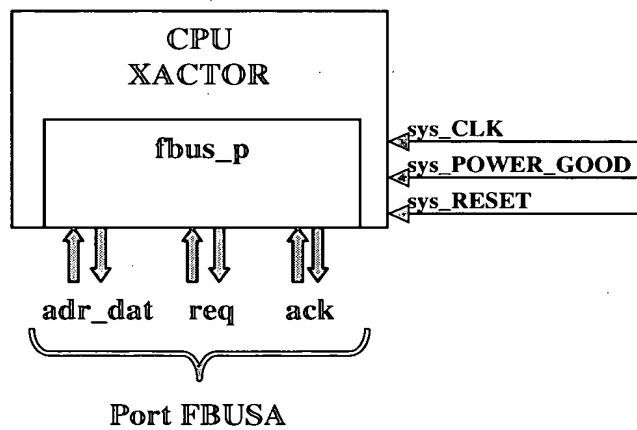 CPU
XACTOR
fbus_p
sys_CLK
sys_POWER_GOOD
sys_RESET
adr_dat req ack
Port FBUSA